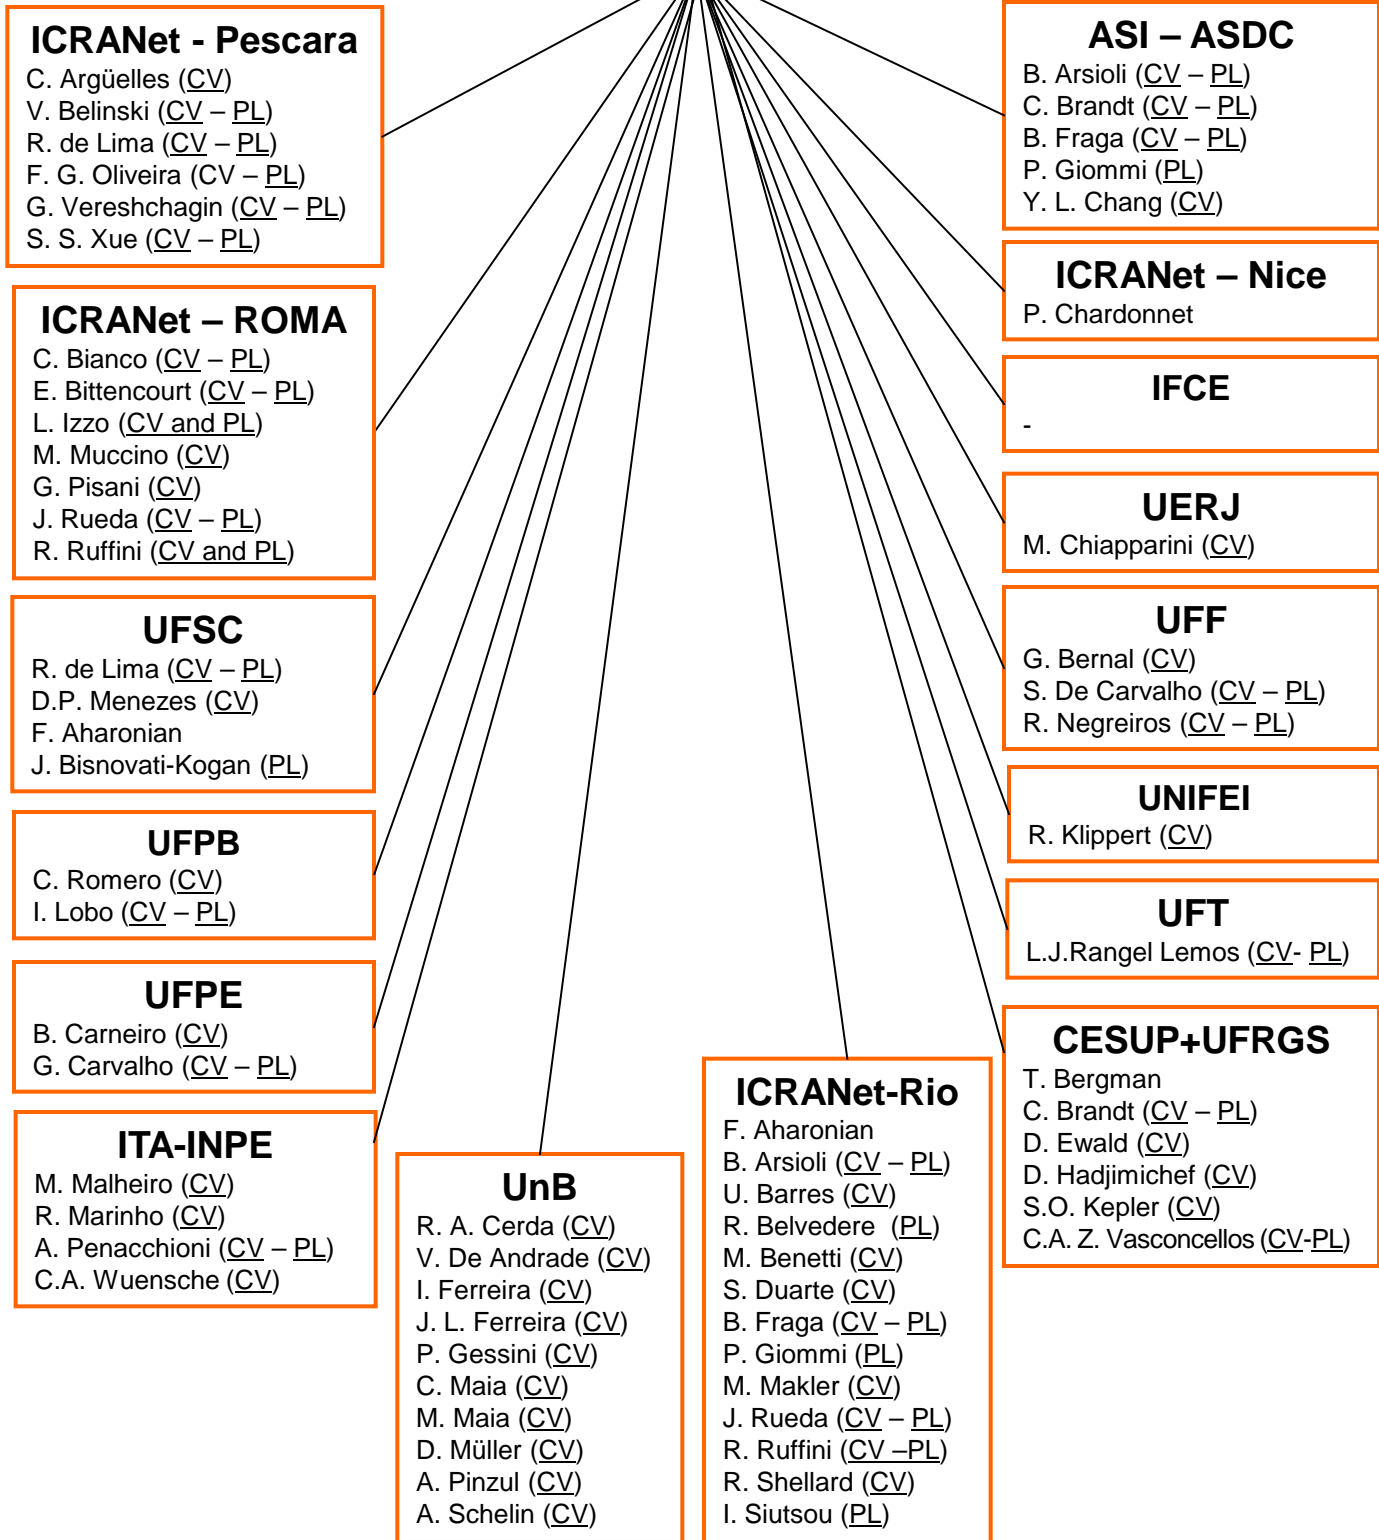 ICRANet - Pescara
C. Argüelles (CV)
V. Belinski (CV – PL)
R. de Lima (CV – PL)
F. G. Oliveira (CV – PL)
G. Vereshchagin (CV – PL)
S. S. Xue (CV – PL)
ICRANet – ROMA
C. Bianco (CV – PL)
E. Bittencourt (CV – PL)
L. Izzo (CV and PL)
M. Muccino (CV)
G. Pisani (CV)
J. Rueda (CV – PL)
R. Ruffini (CV and PL)
UFSC
R. de Lima (CV – PL)
D.P. Menezes (CV)
F. Aharonian
J. Bisnovati-Kogan (PL)
UFPB
C. Romero (CV)
I. Lobo (CV – PL)
UFPE
B. Carneiro (CV)
G. Carvalho (CV – PL)
ITA-INPE
M. Malheiro (CV)
R. Marinho (CV)
A. Penacchioni (CV – PL)
C.A. Wuensche (CV)
UnB
R. A. Cerda (CV)
V. De Andrade (CV)
I. Ferreira (CV)
J. L. Ferreira (CV)
P. Gessini (CV)
C. Maia (CV)
M. Maia (CV)
D. Müller (CV)
A. Pinzul (CV)
A. Schelin (CV)
ICRANet-Rio
F. Aharonian
B. Arsioli (CV – PL)
U. Barres (CV)
R. Belvedere (PL)
M. Benetti (CV)
S. Duarte (CV)
B. Fraga (CV – PL)
P. Giommi (PL)
M. Makler (CV)
J. Rueda (CV – PL)
R. Ruffini (CV –PL)
R. Shellard (CV)
I. Siutsou (PL)
ASI – ASDC
B. Arsioli (CV – PL)
C. Brandt (CV – PL)
B. Fraga (CV – PL)
P. Giommi (PL)
Y. L. Chang (CV)
ICRANet – Nice
P. Chardonnet
IFCE
-
UERJ
M. Chiapparini (CV)
UFF
G. Bernal (CV)
S. De Carvalho (CV – PL)
R. Negreiros (CV – PL)
UNIFEI
R. Klippert (CV)
UFT
L.J.Rangel Lemos (CV- PL)
CESUP+UFRGS
T. Bergman
C. Brandt (CV – PL)
D. Ewald (CV)
D. Hadjimichef (CV)
S.O. Kepler (CV)
C.A. Z. Vasconcellos (CV-PL)